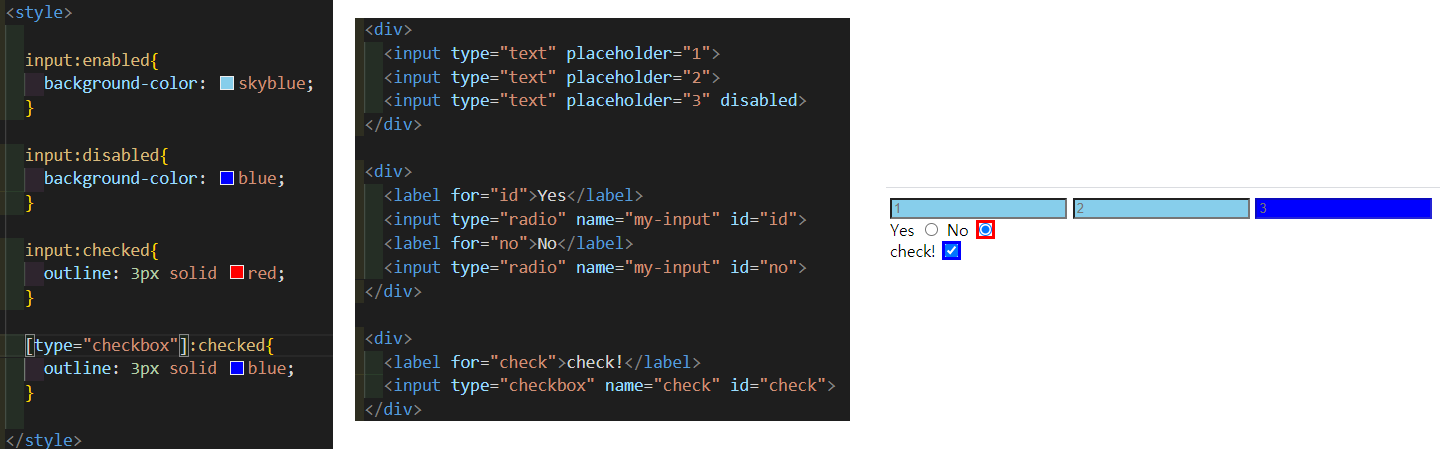 <style>
input:enabled{
background-color: skyblue;
}
input:disabled{
background-color: blue;
}
input:checked{
outline: 3px solid red;
}
[type="checkbox"]:checked{
outline: 3px solid blue;
}
</style>
<div>
<input type="text" placeholder="1">
<input type="text" placeholder="2">
<input type="text" placeholder="3" disabled>
</div>
<div>
<label for="id">Yes</label>
<input type="radio" name="my-input" id="id">
<label for="no">No</label>
<input type="radio" name="my-input" id="no">
</div>
<div>
<label for="check">check!</label>
<input type="checkbox" name="check" id="check">
</div>
1 2 3
Yes No
check!